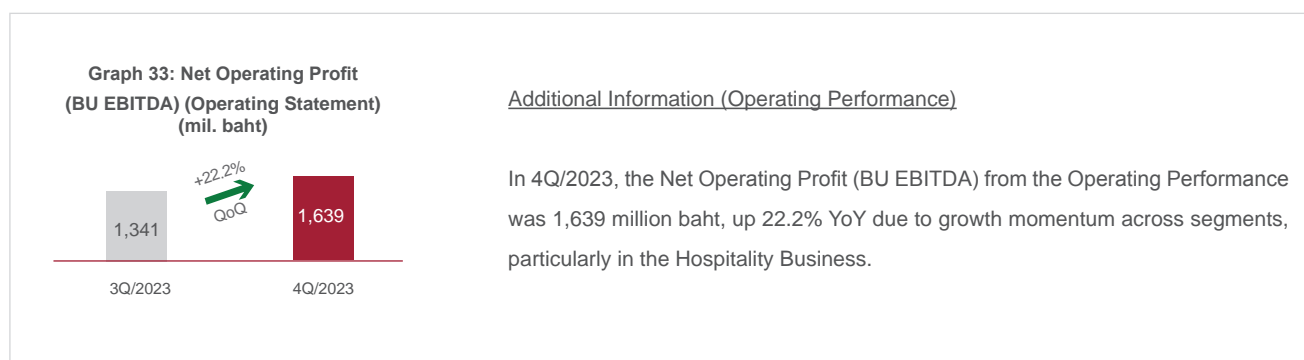 Graph 33: Net Operating Profit
(BU EBITDA) (Operating Statement)
(mil. baht)
+22.2%
QoQ
1,341
1,639
3Q/2023
4Q/2023
Additional Information (Operating Performance)
In 4Q/2023, the Net Operating Profit (BU EBITDA) from the Operating Performance
was 1,639 million baht, up 22.2% YoY due to growth momentum across segments,
particularly in the Hospitality Business.